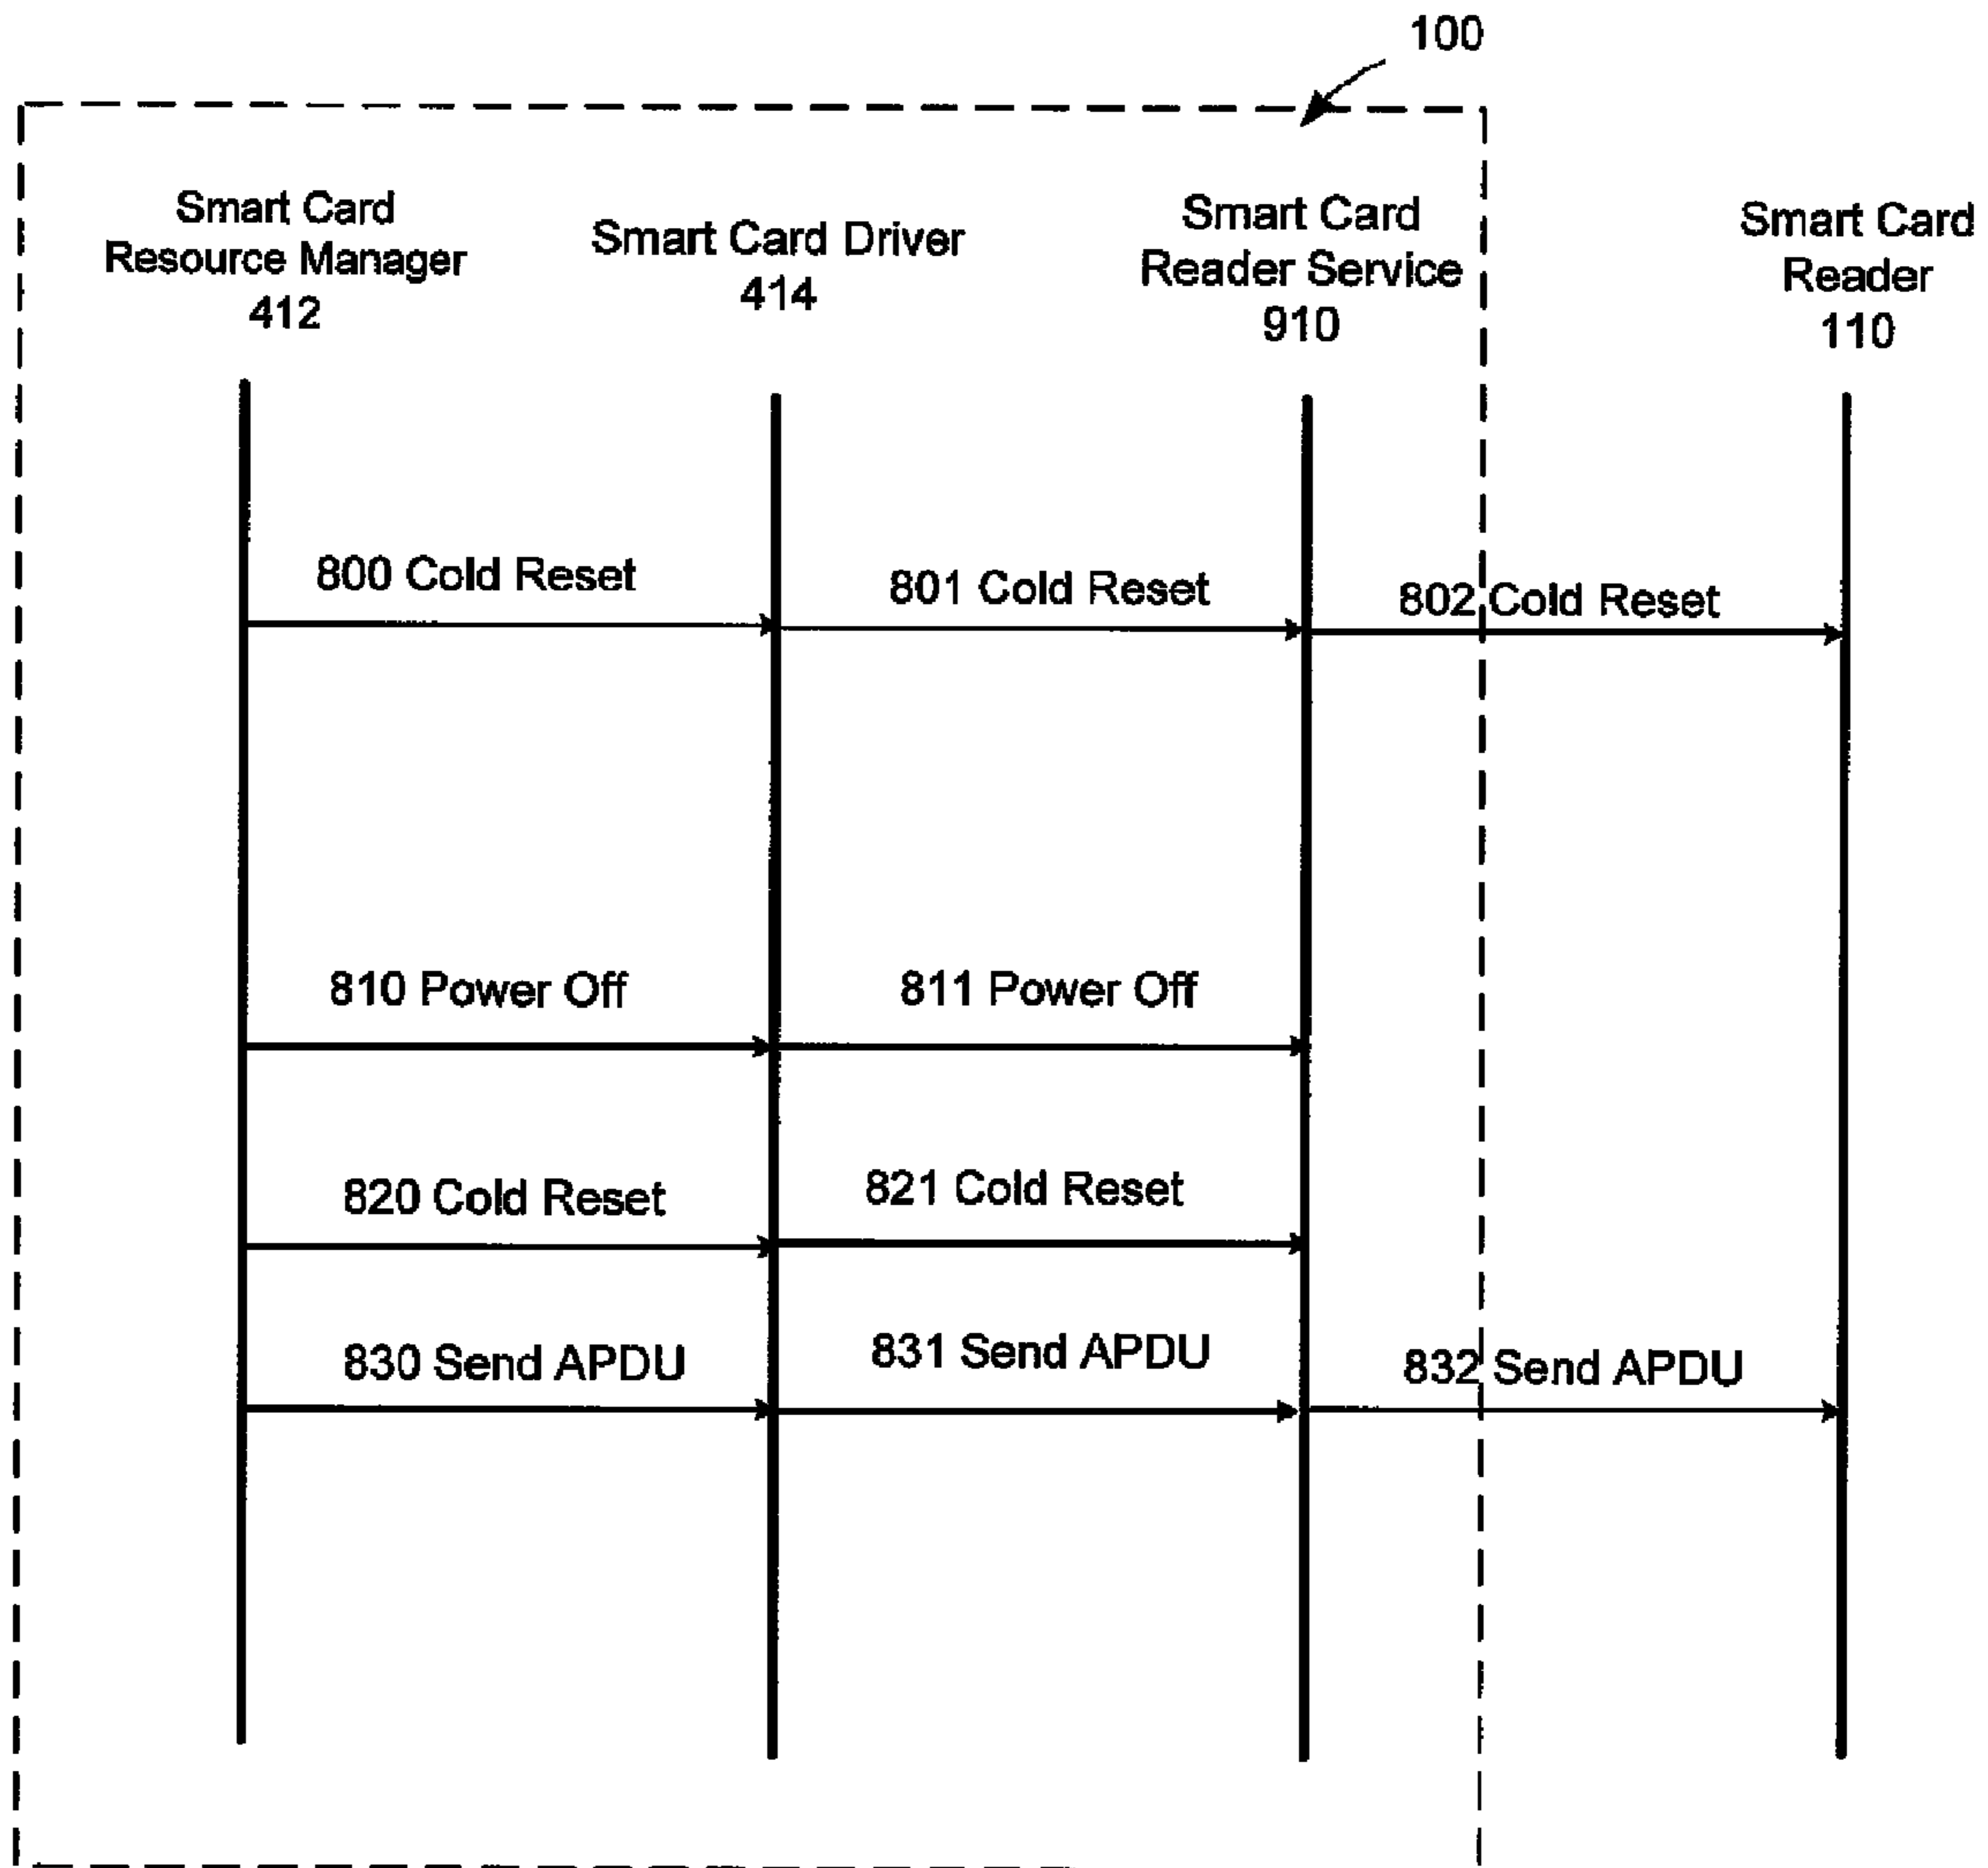 100
Smart Card
Resource Manager
412
Smart Card Driver
414
Smart Card
Reader Service
910
Smart Card
Reader
110
800 Cold Reset
801 Cold Reset
802 Cold Reset
810 Power Off
811 Power Off
820 Cold Reset
821 Cold Reset
830 Send APDU
831 Send APDU
832 Send APDU